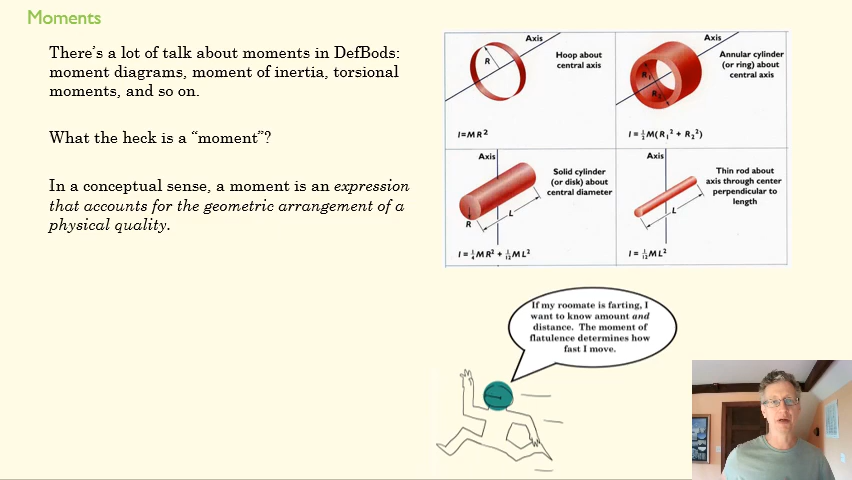 Moments
There's a lot of talk about moments in DefBods:
moment diagrams, moment of inertia, torsional
moments, and so on.
What the heck is a “moment”?
In a conceptual sense, a moment is an expression
that accounts for the geometric arrangement of a
physical quality.
Axis
R
Hoop about
central axis
I=MR²
Axis
R₁
R₂
Annular cylinder
(or ring) about
central axis
I = ½M(R₁² + R₂²)
Axis
Solid cylinder
(or disk) about
central diameter
L
R
I = ¼MR² + 1/12 ML²
Axis
Thin rod about
axis through center
perpendicular to
length
L
I = 1/12 ML²
If my roomate is farting, I
want to know amount and
distance. The moment of
flatulence determines how
fast I move.